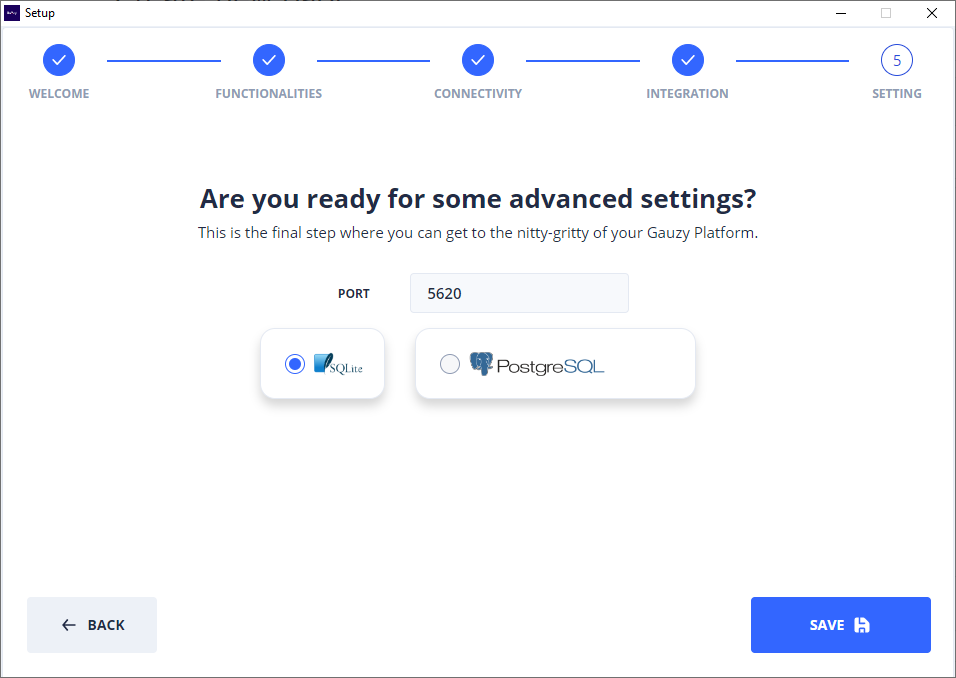 Setup
5
WELCOME FUNCTIONALITIES CONNECTIVITY INTEGRATION SETTING
Are you ready for some advanced settings?
This is the final step where you can get to the nitty-gritty of your Gauzy Platform.
PORT 5620
SQLite PostgreSQL
BACK SAVE